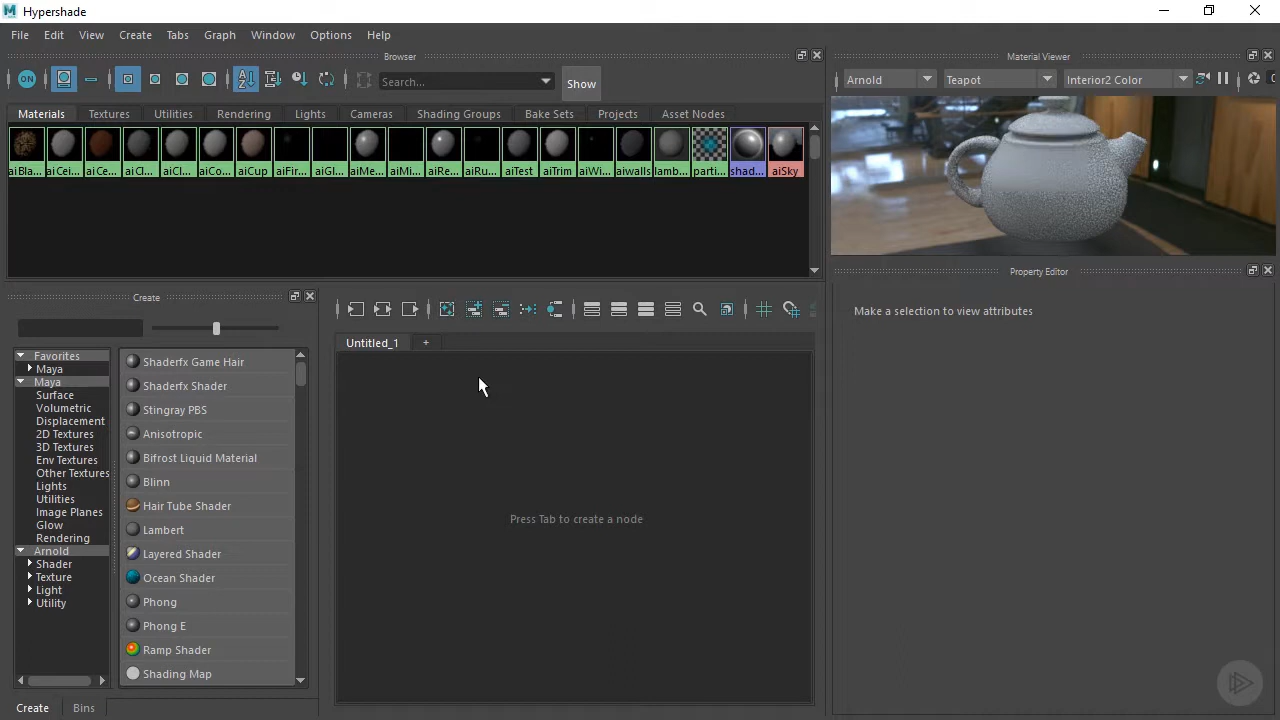 Hypershade
File Edit View Create Tabs Graph Window Options Help
Browser
ON
Search...
Show
Materials Textures Utilities Rendering Lights Cameras Shading Groups Bake Sets Projects Asset Nodes
aiBla... aiCei... aiCe... aiCl... aiCl... aiCo... aiCup aiFir... aiGl... aiMe... aiMi... aiRe... aiRu... aiTest aiTrim aiWi... aiwalls lamb... parti... shad... aiSky
Material Viewer
Arnold Teapot Interior2 Color
Property Editor
Make a selection to view attributes
Create
Favorites
Maya
Maya
Surface
Volumetric
Displacement
2D Textures
3D Textures
Env Textures
Other Textures
Lights
Utilities
Image Planes
Glow
Rendering
Arnold
Shader
Texture
Light
Utility
Shaderfx Game Hair
Shaderfx Shader
Stingray PBS
Anisotropic
Bifrost Liquid Material
Blinn
Hair Tube Shader
Lambert
Layered Shader
Ocean Shader
Phong
Phong E
Ramp Shader
Shading Map
Create Bins
Untitled_1 +
Press Tab to create a node